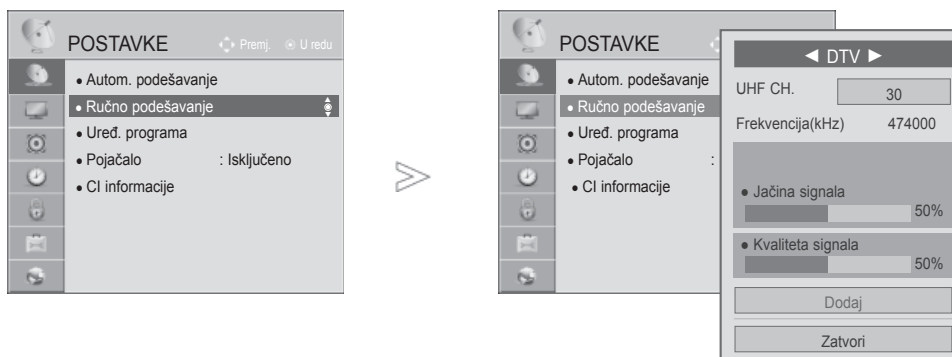 POSTAVKE
Premj.
U redu
● Autom. podešavanje
● Ručno podešavanje
● Uređ. programa
● Pojačalo : Isključeno
● CI informacije
POSTAVKE
● Autom. podešavanje
● Ručno podešavanje
● Uređ. programa
● Pojačalo :
● CI informacije
◄ DTV ►
UHF CH. 30
Frekvencija(kHz) 474000
● Jačina signala
50%
● Kvaliteta signala
50%
Dodaj
Zatvori